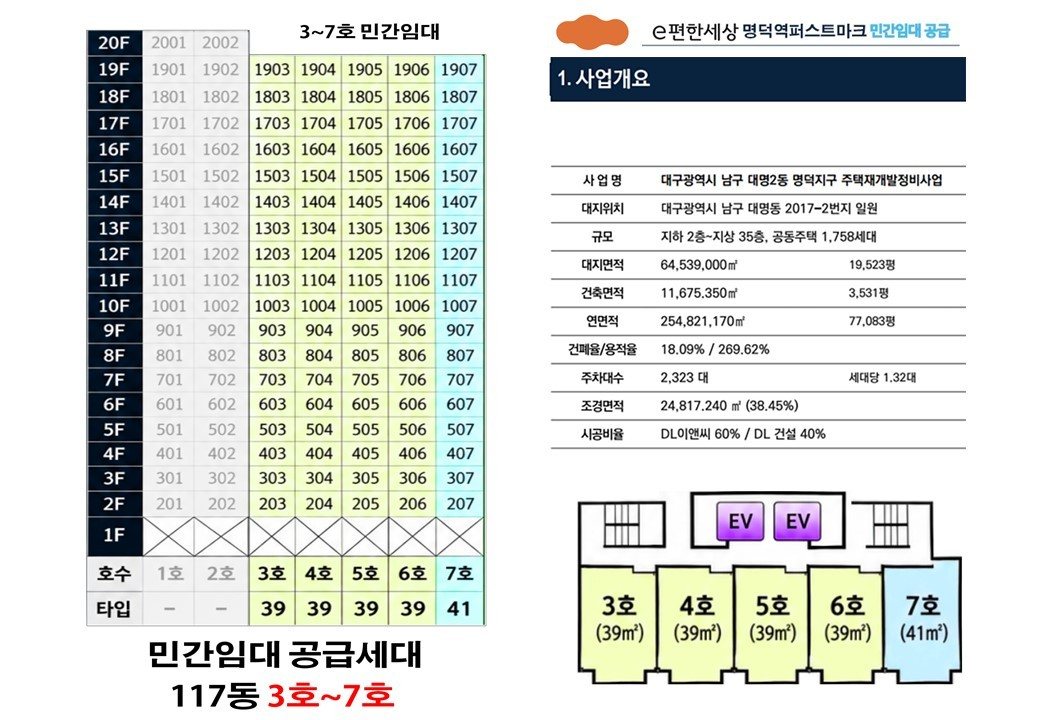 3~7호 민간임대
20F 2001 2002
19F 1901 1902 1903 1904 1905 1906 1907
18F 1801 1802 1803 1804 1805 1806 1807
17F 1701 1702 1703 1704 1705 1706 1707
16F 1601 1602 1603 1604 1605 1606 1607
15F 1501 1502 1503 1504 1505 1506 1507
14F 1401 1402 1403 1404 1405 1406 1407
13F 1301 1302 1303 1304 1305 1306 1307
12F 1201 1202 1203 1204 1205 1206 1207
11F 1101 1102 1103 1104 1105 1106 1107
10F 1001 1002 1003 1004 1005 1006 1007
9F 901 902 903 904 905 906 907
8F 801 802 803 804 805 806 807
7F 701 702 703 704 705 706 707
6F 601 602 603 604 605 606 607
5F 501 502 503 504 505 506 507
4F 401 402 403 404 405 406 407
3F 301 302 303 304 305 306 307
2F 201 202 203 204 205 206 207
1F
호수 1호 2호 3호 4호 5호 6호 7호
타입 – – 39 39 39 39 41
민간임대 공급세대
117동 3호~7호
e편한세상 명덕역퍼스트마크 민간임대 공급
1. 사업개요
사 업 명 대구광역시 남구 대명2동 명덕지구 주택재개발정비사업
대지위치 대구광역시 남구 대명동 2017-2번지 일원
규모 지하 2층~지상 35층, 공동주택 1,758세대
대지면적 64,539,000㎡ 19,523평
건축면적 11,675.350㎡ 3,531평
연면적 254,821,170㎡ 77,083평
건폐율/용적율 18.09% / 269.62%
주차대수 2,323 대 세대당 1.32대
조경면적 24,817.240 ㎡ (38.45%)
시공비율 DL이앤씨 60% / DL 건설 40%
EV EV
3호 4호 5호 6호 7호
(39㎡) (39㎡) (39㎡) (39㎡) (41㎡)